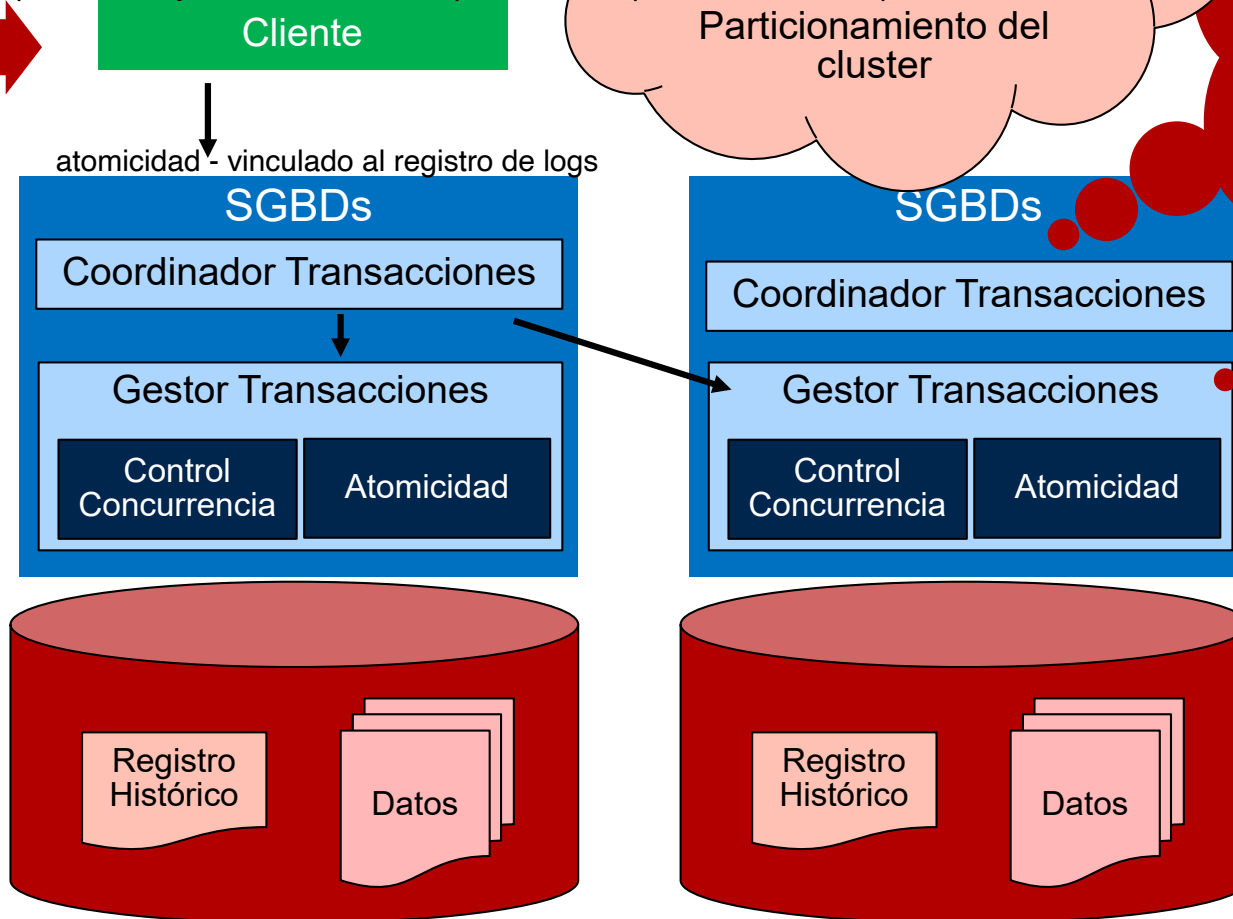 Cliente
Particionamiento del
cluster
atomicidad - vinculado al registro de logs
SGBDs
Coordinador Transacciones
Gestor Transacciones
Control
Concurrencia
Atomicidad
Registro
Histórico
Datos
SGBDs
Coordinador Transacciones
Gestor Transacciones
Control
Concurrencia
Atomicidad
Registro
Histórico
Datos